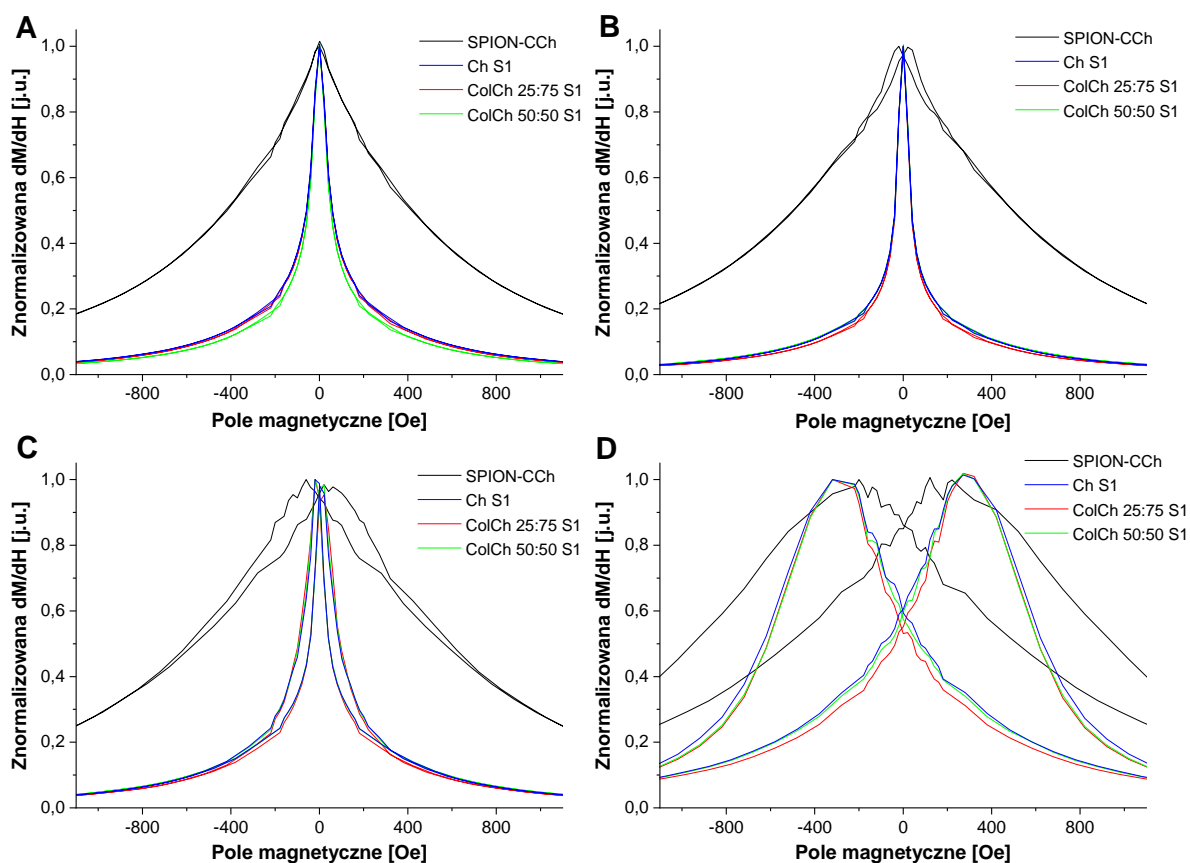 A
SPION-CCh
Ch S1
ColCh 25:75 S1
ColCh 50:50 S1
Znormalizowana dM/dH [j.u.]
1,0
0,8
0,6
0,4
0,2
0,0
-800 -400 0 400 800
Pole magnetyczne [Oe]
B
SPION-CCh
Ch S1
ColCh 25:75 S1
ColCh 50:50 S1
Znormalizowana dM/dH [j.u.]
1,0
0,8
0,6
0,4
0,2
0,0
-800 -400 0 400 800
Pole magnetyczne [Oe]
C
SPION-CCh
Ch S1
ColCh 25:75 S1
ColCh 50:50 S1
Znormalizowana dM/dH [j.u.]
1,0
0,8
0,6
0,4
0,2
0,0
-800 -400 0 400 800
Pole magnetyczne [Oe]
D
SPION-CCh
Ch S1
ColCh 25:75 S1
ColCh 50:50 S1
Znormalizowana dM/dH [j.u.]
1,0
0,8
0,6
0,4
0,2
0,0
-800 -400 0 400 800
Pole magnetyczne [Oe]